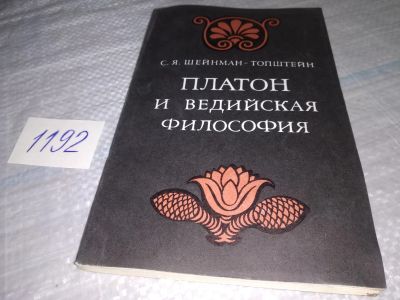 С. Я. ШЕЙНМАН-ТОПШТЕЙН
ПЛАТОН
И ВЕДИЙСКАЯ
ФИЛОСОФИЯ
1192